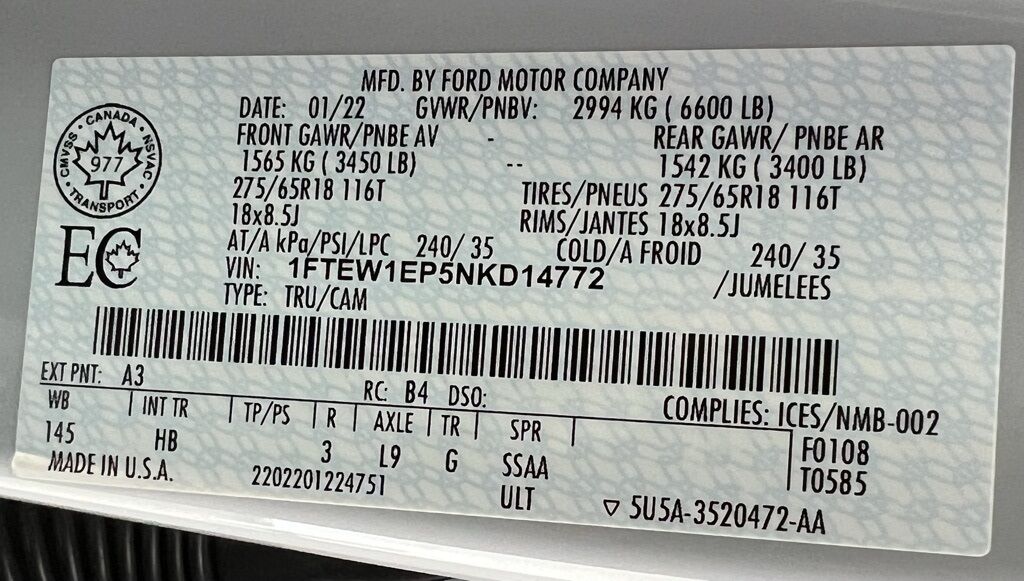 MFD. BY FORD MOTOR COMPANY
DATE: 01/22 GVWR/PNBV: 2994 KG ( 6600 LB)
FRONT GAWR/PNBE AV - REAR GAWR/ PNBE AR
1565 KG ( 3450 LB) -- 1542 KG ( 3400 LB)
275/65R18 116T TIRES/PNEUS 275/65R18 116T
18x8.5J RIMS/JANTES 18x8.5J
AT/A kPa/PSI/LPC 240/ 35 COLD/A FROID 240/ 35
VIN: 1FTEW1EP5NKD14772 /JUMELEES
TYPE: TRU/CAM
CANADA
CMVSS · NSVAC
977
TRANSPORT
EC
EXT PNT: A3 RC: B4 DSO:
COMPLIES: ICES/NMB-002
WB | INT TR | TP/PS | R | AXLE | TR | SPR |
145 HB 3 L9 G SSAA F0108
MADE IN U.S.A. 2202201224751 ULT T0585
▽ 5U5A-3520472-AA